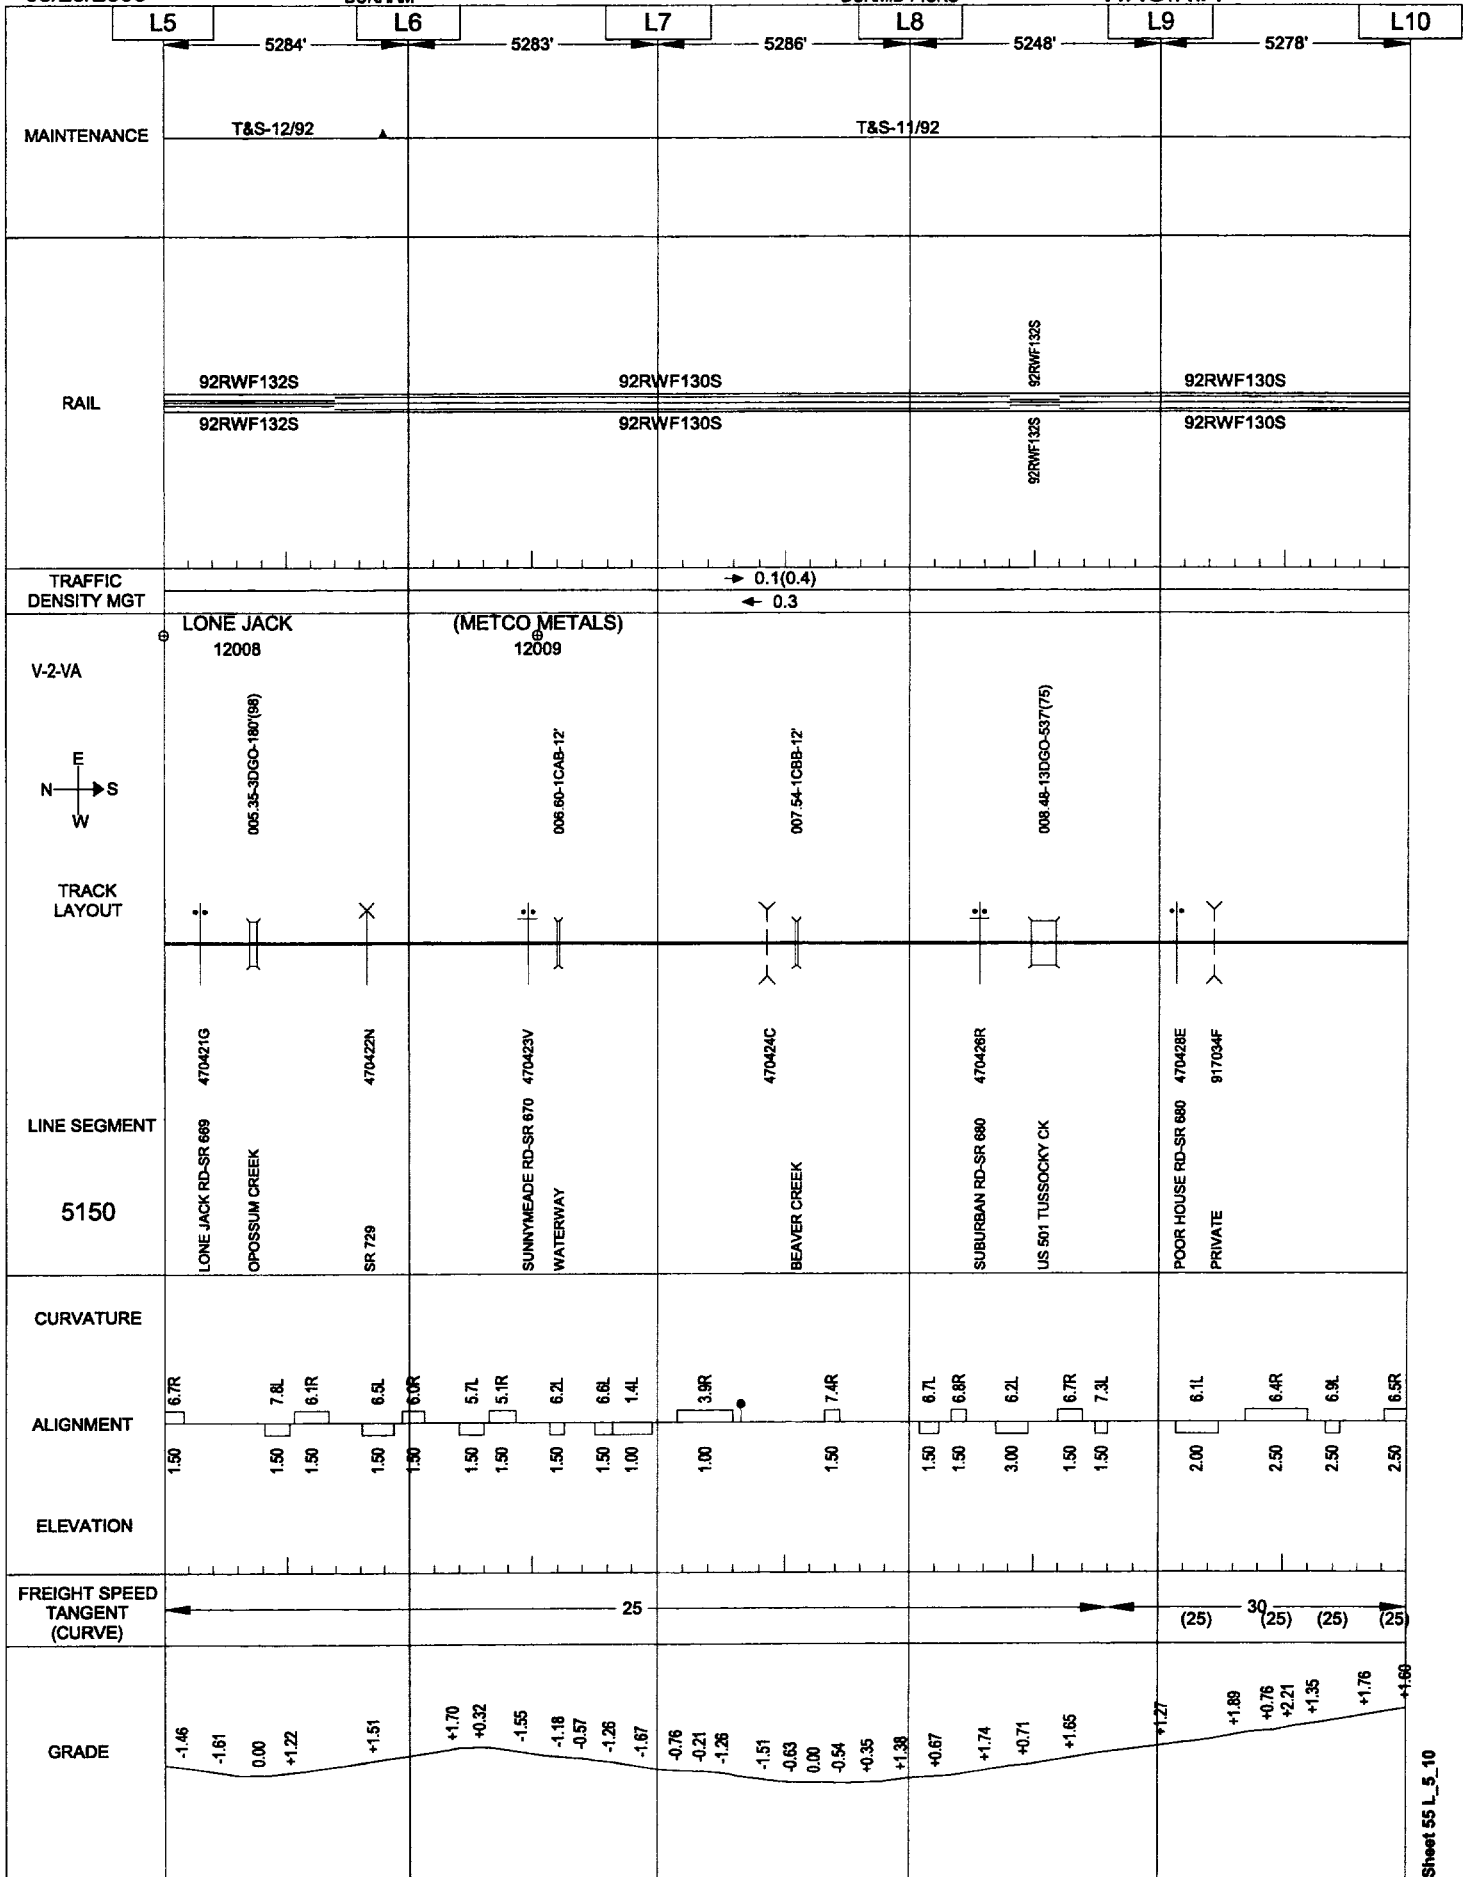 L5 L6 L7 L8 L9 L10
5284' 5283' 5286' 5248' 5278'
MAINTENANCE
T&S-12/92 T&S-11/92
RAIL
92RWF132S 92RWF130S 92RWF132S 92RWF130S
92RWF132S 92RWF130S 92RWF132S 92RWF130S
TRAFFIC
DENSITY MGT
0.1(0.4)
0.3
LONE JACK (METCO METALS)
12008 12009
V-2-VA
005.35-3DGO-180'(98)
006.60-1CAB-12'
007.54-1CBB-12'
008.48-13DGO-537'(75)
E
N S
W
TRACK
LAYOUT
LINE SEGMENT
5150
LONE JACK RD-SR 669 470421G
OPOSSUM CREEK
SR 729 470422N
SUNNYMEADE RD-SR 670 470423V
WATERWAY
470424C
BEAVER CREEK
SUBURBAN RD-SR 680 470426R
US 501 TUSSOCKY CK
POOR HOUSE RD-SR 680 470428E
PRIVATE 917034F
CURVATURE
6.7R 7.8L 6.1R 6.5L 6.0R 5.7L 5.1R 6.2L 6.6L 1.4L 3.9R 7.4R 6.7L 6.8R 6.2L 6.7R 7.3L 6.1L 6.4R 6.9L 6.5R
ALIGNMENT
1.50 1.50 1.50 1.50 1.50 1.50 1.50 1.50 1.50 1.00 1.00 1.50 1.50 1.50 3.00 1.50 1.50 2.00 2.50 2.50 2.50
ELEVATION
FREIGHT SPEED
TANGENT
(CURVE)
25 30
(25) (25) (25) (25)
GRADE
-1.46 -1.61 0.00 +1.22 +1.51 +1.70 +0.32 -1.55 -1.18 -0.57 -1.26 -1.67 -0.76 -0.21 -1.26 -1.51 -0.63 0.00 -0.54 +0.35 +1.38 +0.67 +1.74 +0.71 +1.65 +1.27 +1.89 +0.76 +2.21 +1.35 +1.76 +1.60
Sheet 55 L_5_10